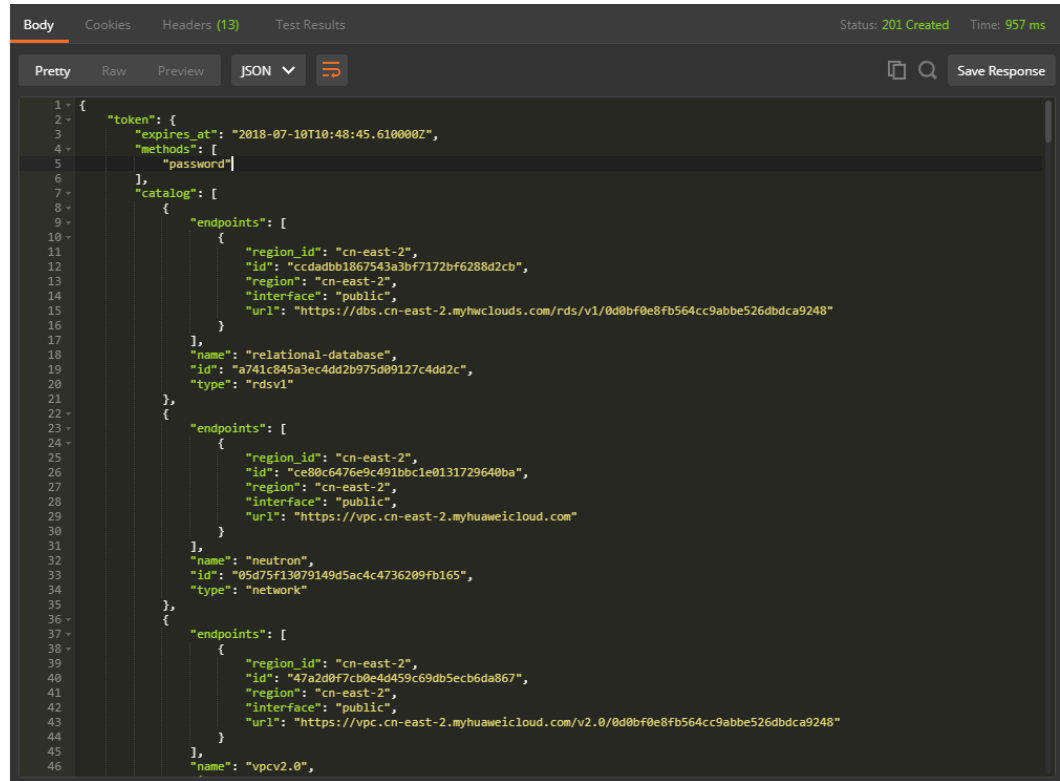 Body Cookies Headers (13) Test Results Status: 201 Created Time: 957 ms
Pretty Raw Preview JSON Save Response
1 {
2 "token": {
3 "expires_at": "2018-07-10T10:48:45.610000Z",
4 "methods": [
5 "password"
6 ],
7 "catalog": [
8 {
9 "endpoints": [
10 {
11 "region_id": "cn-east-2",
12 "id": "ccdadbb1867543a3bf7172bf6288d2cb",
13 "region": "cn-east-2",
14 "interface": "public",
15 "url": "https://dbs.cn-east-2.myhwclouds.com/rds/v1/0d0bf0e8fb564cc9abbe526dbdca9248"
16 }
17 ],
18 "name": "relational-database",
19 "id": "a741c845a3ec4dd2b975d09127c4dd2c",
20 "type": "rdsv1"
21 },
22 {
23 "endpoints": [
24 {
25 "region_id": "cn-east-2",
26 "id": "ce80c6476e9c491bbc1e0131729640ba",
27 "region": "cn-east-2",
28 "interface": "public",
29 "url": "https://vpc.cn-east-2.myhuaweicloud.com"
30 }
31 ],
32 "name": "neutron",
33 "id": "05d75f13079149d5ac4c4736209fb165",
34 "type": "network"
35 },
36 {
37 "endpoints": [
38 {
39 "region_id": "cn-east-2",
40 "id": "47a2d0f7cb0e4d459c69db5ecb6da867",
41 "region": "cn-east-2",
42 "interface": "public",
43 "url": "https://vpc.cn-east-2.myhuaweicloud.com/v2.0/0d0bf0e8fb564cc9abbe526dbdca9248"
44 }
45 ],
46 "name": "vpcv2.0",